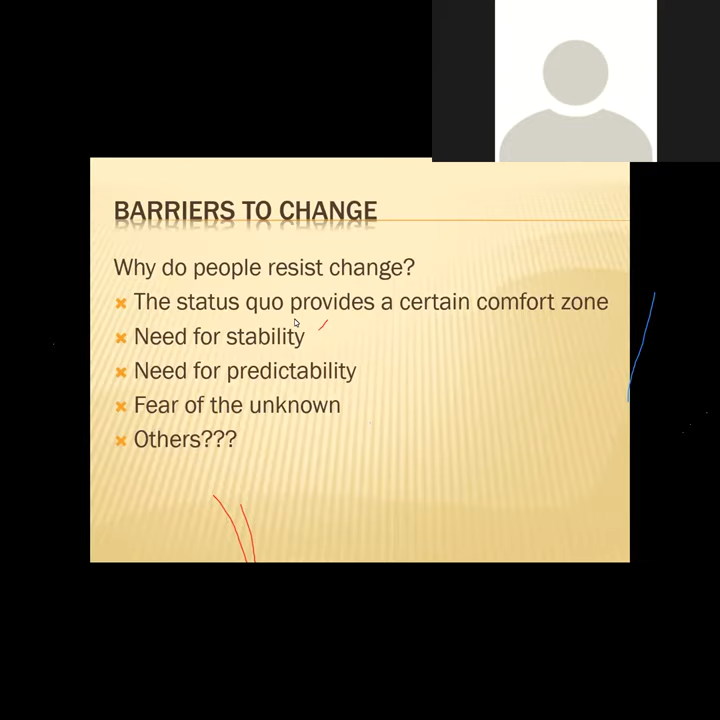 BARRIERS TO CHANGE
Why do people resist change?
The status quo provides a certain comfort zone
Need for stability
Need for predictability
Fear of the unknown
Others???